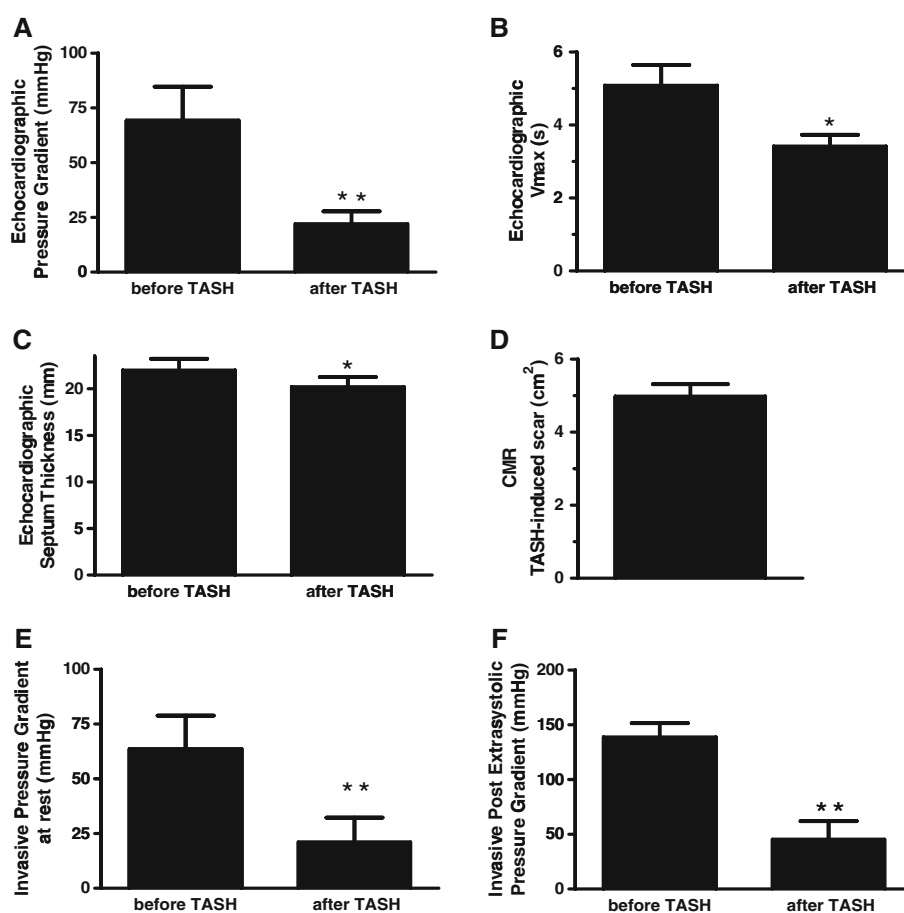 A
Echocardiographic
Pressure Gradient (mmHg)
100
75
50
25
0
* *
before TASH
after TASH
B
Echocardiographic
Vmax (s)
6
4
2
0
*
before TASH
after TASH
C
Echocardiographic
Septum Thickness (mm)
20
15
10
5
0
*
before TASH
after TASH
D
CMR
TASH-induced scar (cm²)
6
4
2
0
E
Invasive Pressure Gradient
at rest (mmHg)
100
75
50
25
0
* *
before TASH
after TASH
F
Invasive Post Extrasystolic
Pressure Gradient (mmHg)
200
150
100
50
0
* *
before TASH
after TASH